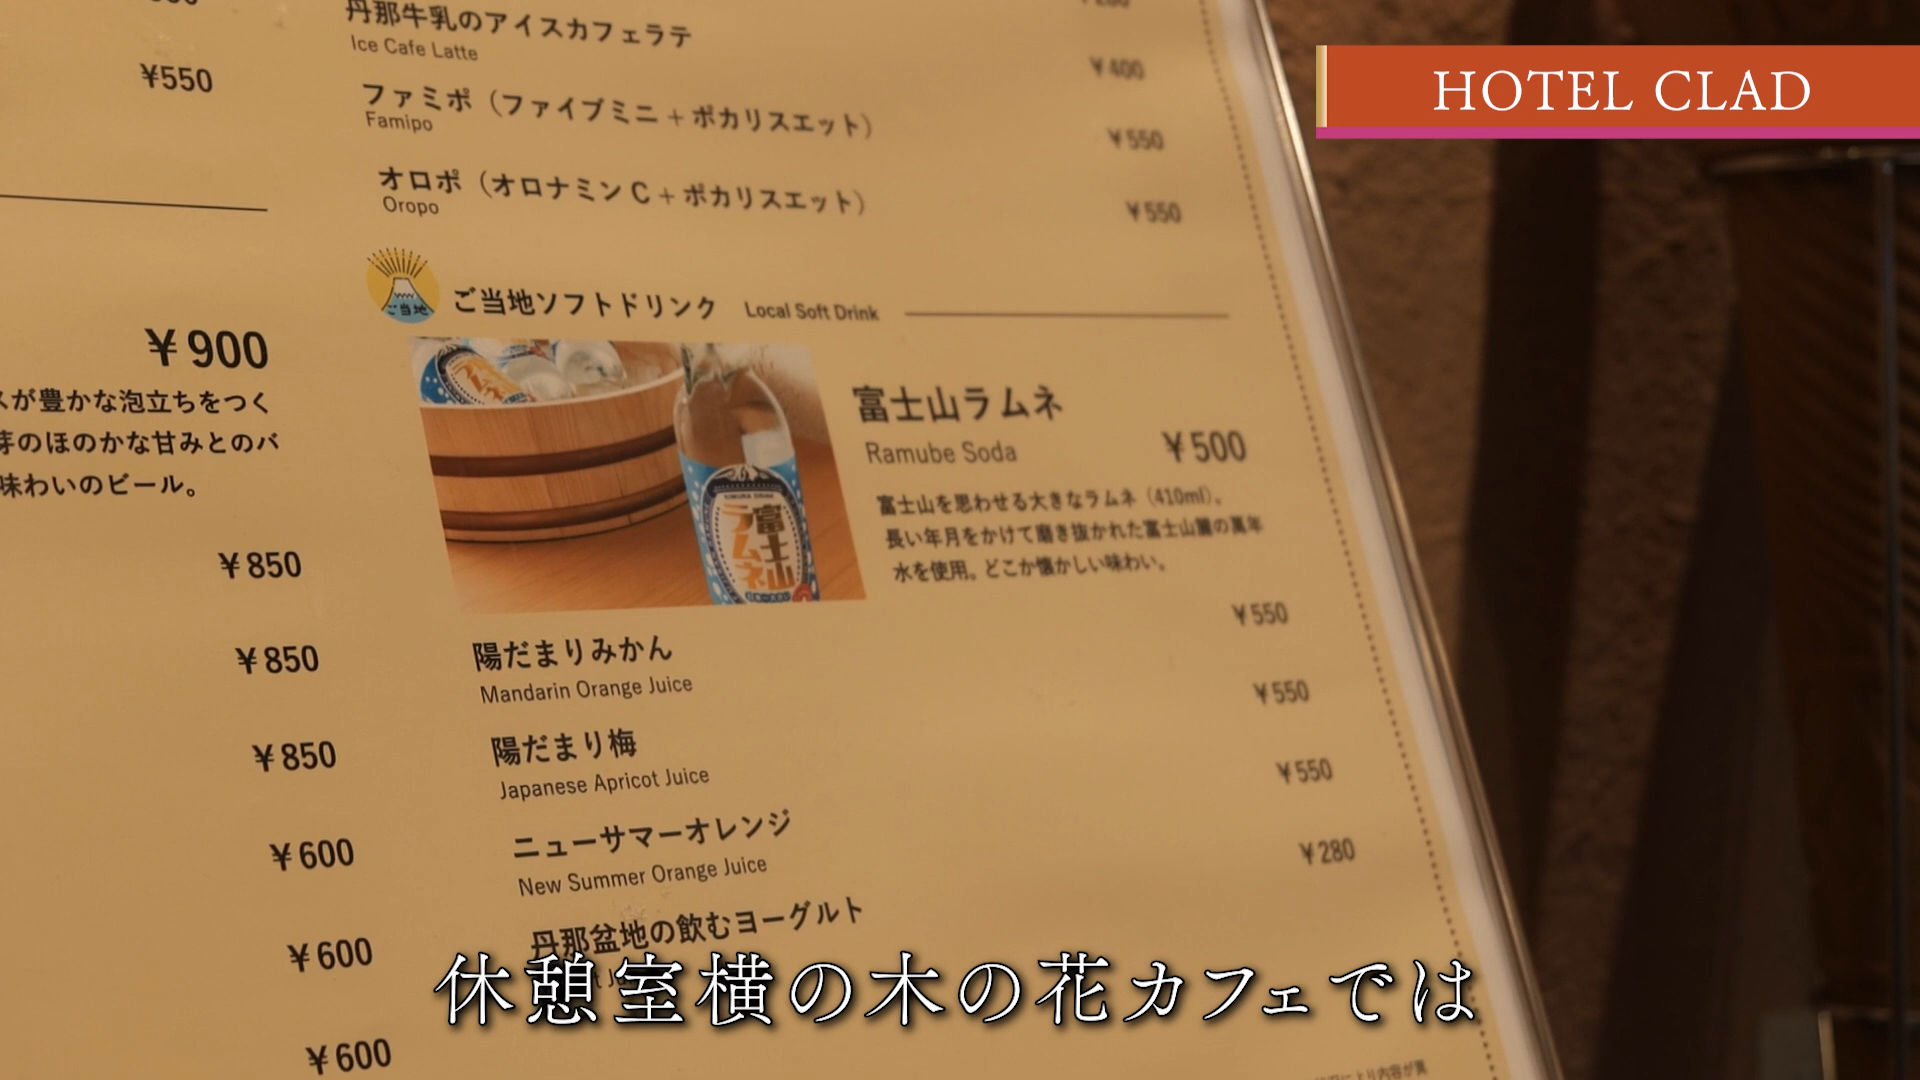 HOTEL CLAD
¥550
¥900
スが豊かな泡立ちをつく
芽のほのかな甘みとのバ
味わいのビール。
¥850
¥850
¥850
¥600
¥600
¥600
丹那牛乳のアイスカフェラテ
Ice Cafe Latte
¥400
ファミポ（ファイブミニ+ポカリスエット）
Famipo
¥550
オロポ（オロナミンC+ポカリスエット）
Oropo
¥550
ご当地
ご当地ソフトドリンク Local Soft Drink
富士山
ラムネ
富士山ラムネ
Ramube Soda ¥500
富士山を思わせる大きなラムネ（410ml）。
長い年月をかけて磨き抜かれた富士山麓の萬年
水を使用。どこか懐かしい味わい。
陽だまりみかん ¥550
Mandarin Orange Juice
陽だまり梅 ¥550
Japanese Apricot Juice
ニューサマーオレンジ ¥550
New Summer Orange Juice
丹那盆地の飲むヨーグルト ¥280
休憩室横の木の花カフェでは